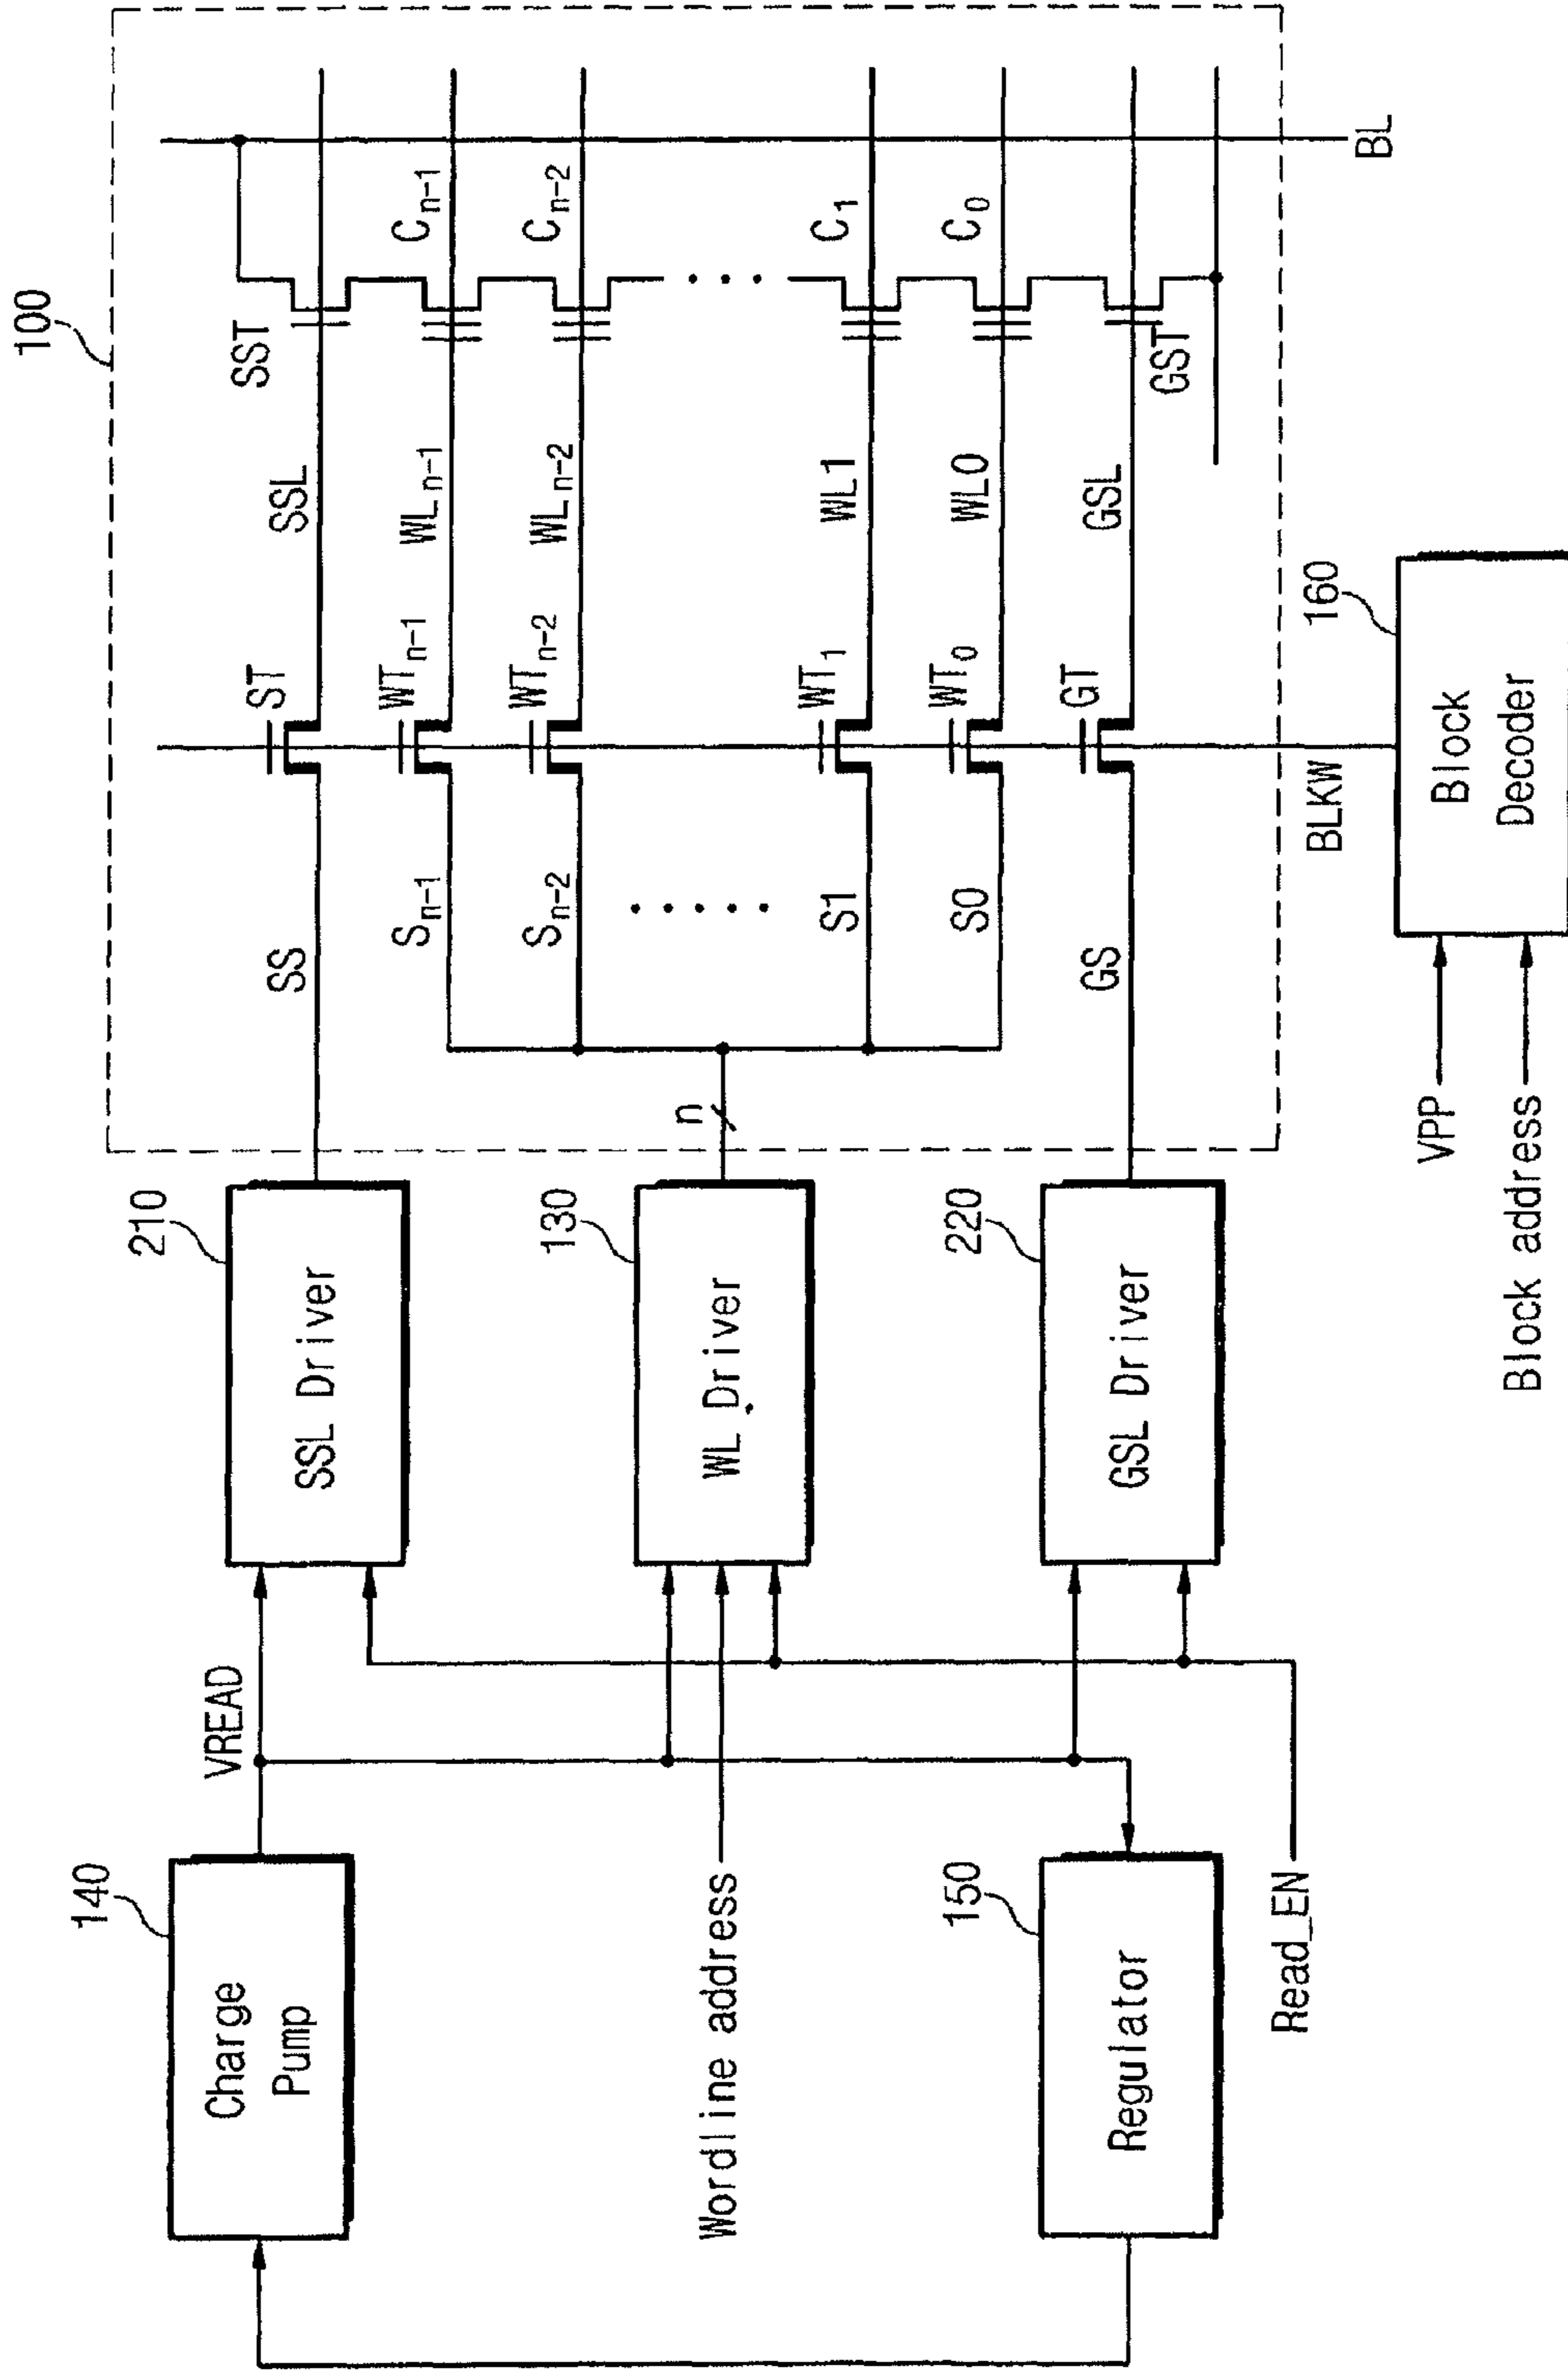 100
SST
SSL
ST
SS
210
SSL Driver
VREAD
140
Charge
Pump
Cn-1
WLn-1
WTn-1
Sn-1
Cn-2
WLn-2
WTn-2
Sn-2
n
130
WL Driver
Wordline address
C1
WL1
WT1
S1
C0
WL0
WT0
S0
GST
GSL
GT
GS
220
GSL Driver
150
Regulator
Read_EN
BL
BLKW
160
Block
Decoder
VPP
Block address